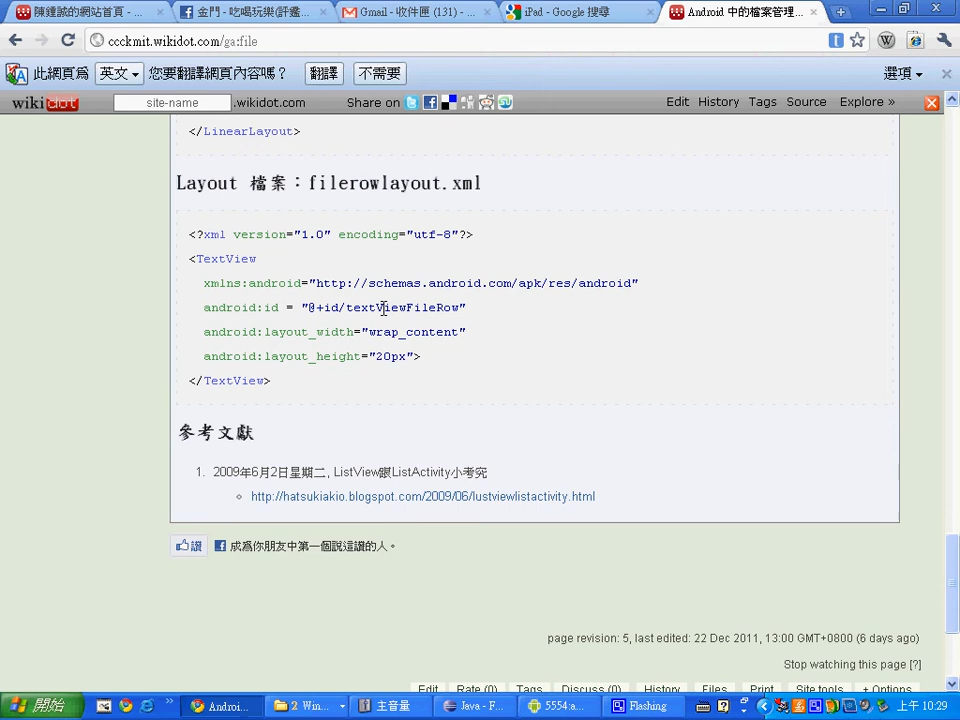 陳鍾誠的網站首頁 - ... 金門 - 吃喝玩樂(評鑑... Gmail - 收件匣 (131) - ... iPad - Google 搜尋 Android 中的檔案管理...
ccckmit.wikidot.com/ga:file
此網頁為 英文 您要翻譯網頁內容嗎？ 翻譯 不需要 選項
wikidot site-name .wikidot.com Share on Edit History Tags Source Explore »
</LinearLayout>
Layout 檔案：filerowlayout.xml
<?xml version="1.0" encoding="utf-8"?>
<TextView
xmlns:android="http://schemas.android.com/apk/res/android"
android:id = "@+id/textViewFileRow"
android:layout_width="wrap_content"
android:layout_height="20px">
</TextView>
參考文獻
1. 2009年6月2日星期二, ListView跟ListActivity小考究
http://hatsukiakio.blogspot.com/2009/06/lustviewlistactivity.html
讚 成為你朋友中第一個說這讚的人。
page revision: 5, last edited: 22 Dec 2011, 13:00 GMT+0800 (6 days ago)
Stop watching this page [?]
Edit Rate (0) Tags Discuss (0) History Files Print Site tools + Options
開始 Androi... 2 Win... 主音量 Java - F... 5554:a... Flashing 上午 10:29